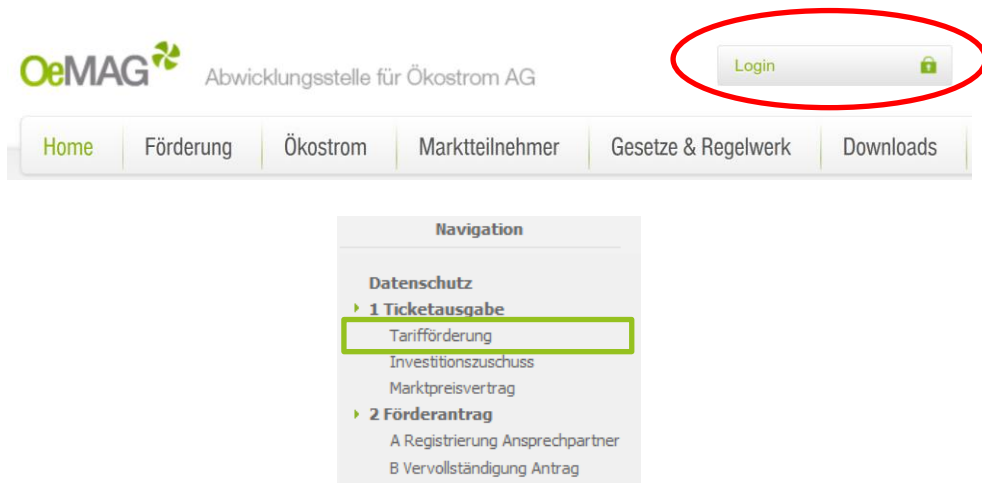 Login
OeMAG Abwicklungsstelle für Ökostrom AG
Home Förderung Ökostrom Marktteilnehmer Gesetze & Regelwerk Downloads
Navigation
Datenschutz
1 Ticketausgabe
Tarifförderung
Investitionszuschuss
Marktpreisvertrag
2 Förderantrag
A Registrierung Ansprechpartner
B Vervollständigung Antrag